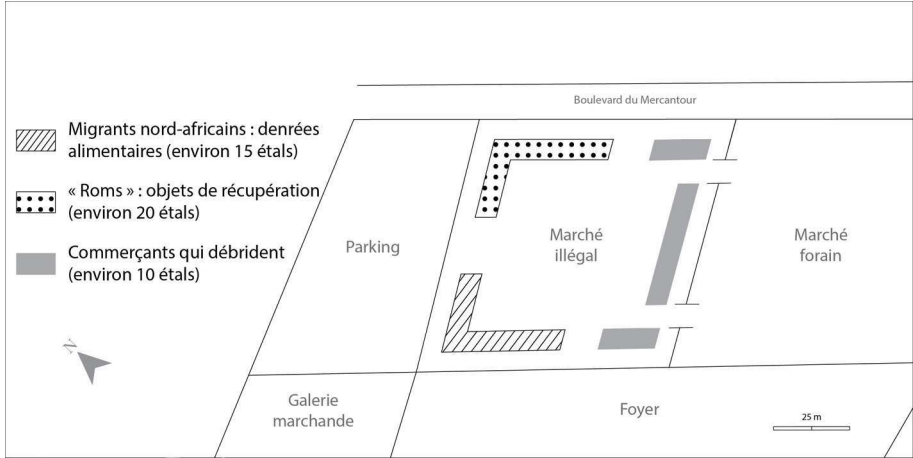 Boulevard du Mercantour
Migrants nord-africains : denrées
alimentaires (environ 15 étals)
« Roms » : objets de récupération
(environ 20 étals)
Commerçants qui débrident
(environ 10 étals)
Parking
Marché
illégal
Marché
forain
N
Galerie
marchande
Foyer
25 m